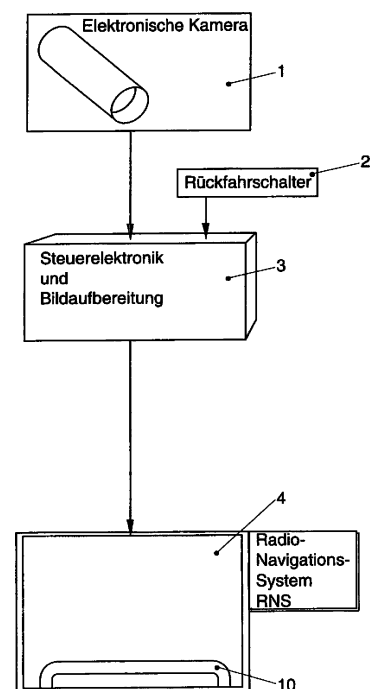 Elektronische Kamera
1
2
Rückfahrschalter
3
Steuerelektronik
und
Bildaufbereitung
4
Radio-
Navigations-
System
RNS
10